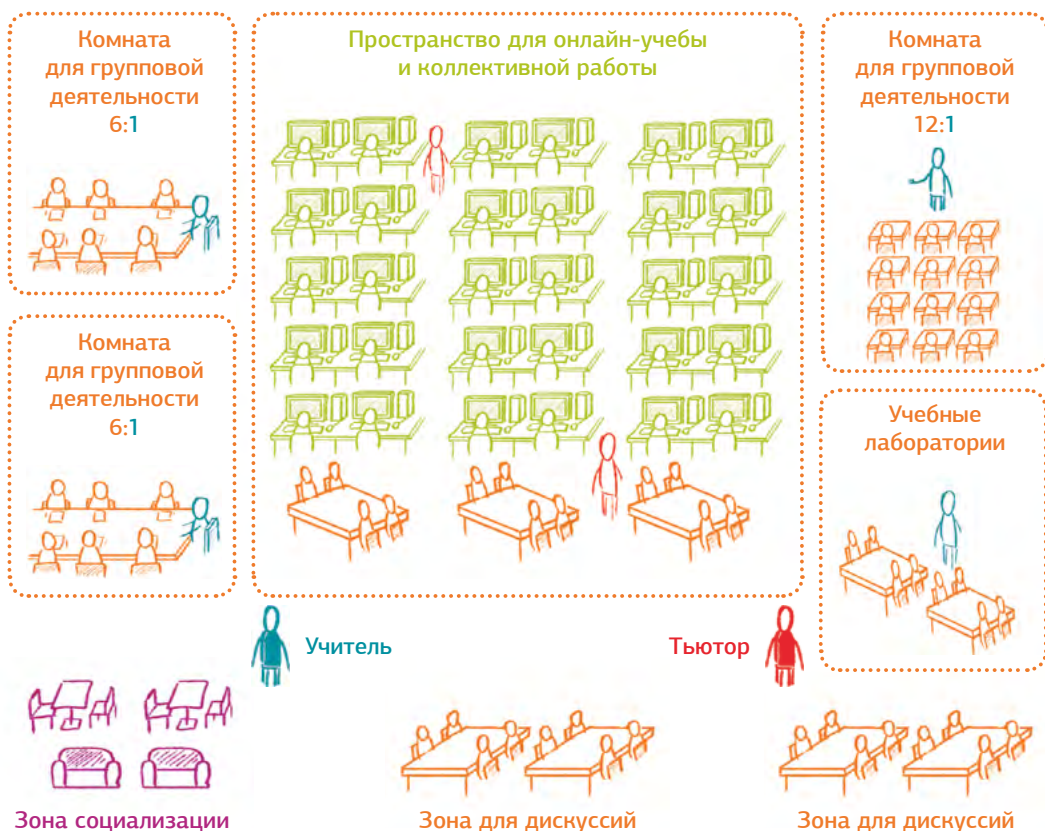 Комната
для групповой
деятельности
6:1
Пространство для онлайн-учебы
и коллективной работы
Комната
для групповой
деятельности
12:1
Комната
для групповой
деятельности
6:1
Учебные
лаборатории
Учитель
Тьютор
Зона социализации
Зона для дискуссий
Зона для дискуссий